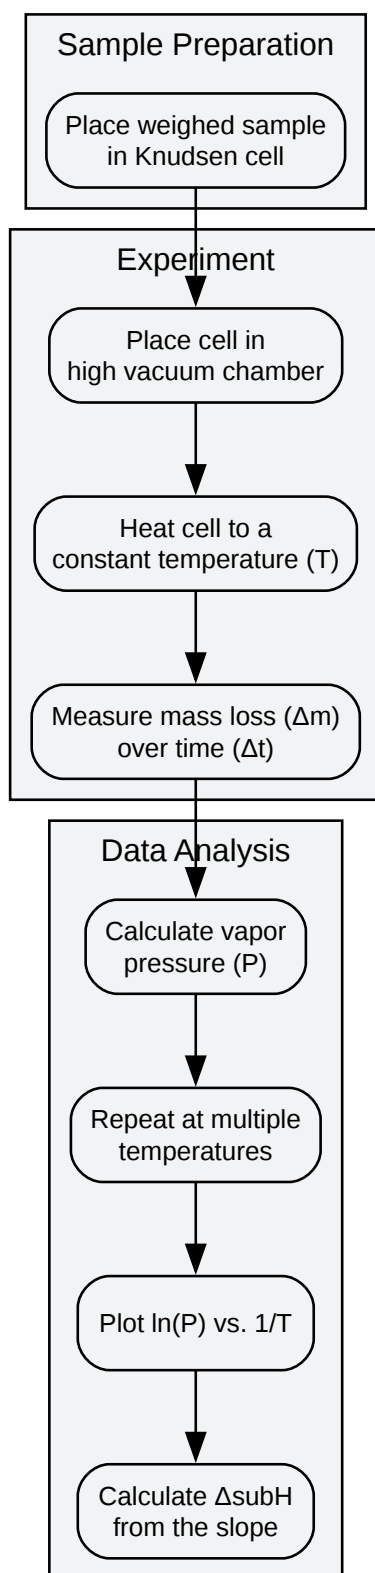 Sample Preparation
Place weighed sample
in Knudsen cell
Experiment
Place cell in
high vacuum chamber
Heat cell to a
constant temperature (T)
Measure mass loss (Δm)
over time (Δt)
Data Analysis
Calculate vapor
pressure (P)
Repeat at multiple
temperatures
Plot ln(P) vs. 1/T
Calculate ΔsubH
from the slope